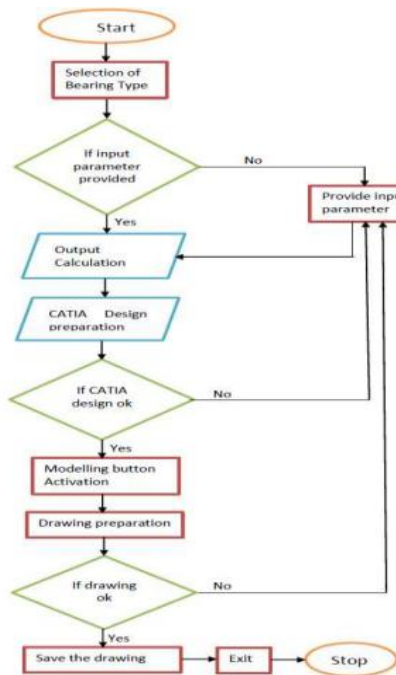 Start
Selection of
Bearing Type
If input
parameter
provided
No
Provide input
parameter
Yes
Output
Calculation
CATIA Design
preparation
If CATIA
design ok
No
Yes
Modelling button
Activation
Drawing preparation
If drawing
ok
No
Yes
Save the drawing
Exit
Stop